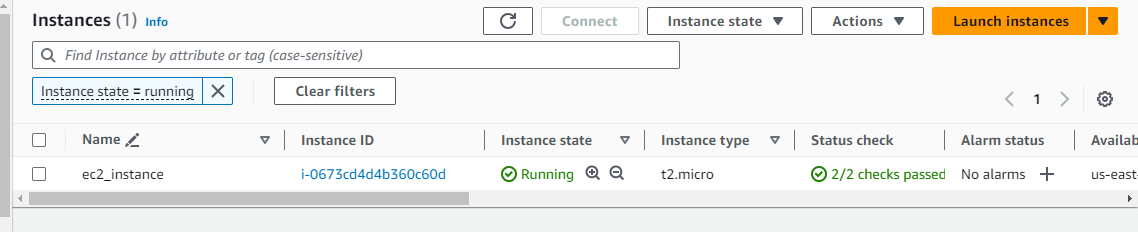 Instances (1) Info
Connect Instance state Actions Launch instances
Find Instance by attribute or tag (case-sensitive)
Instance state = running Clear filters
1
Name Instance ID Instance state Instance type Status check Alarm status Availab
ec2_instance i-0673cd4d4b360c60d Running t2.micro 2/2 checks passed No alarms us-east-